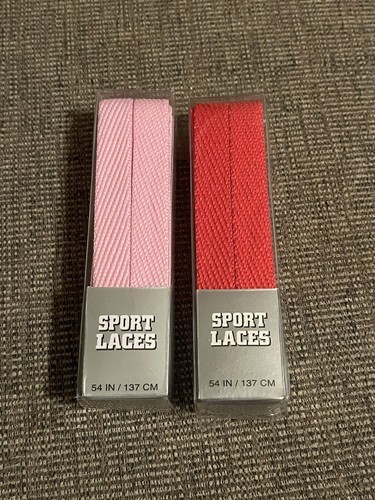 SPORT
LACES
54 IN / 137 CM
SPORT
LACES
54 IN / 137 CM